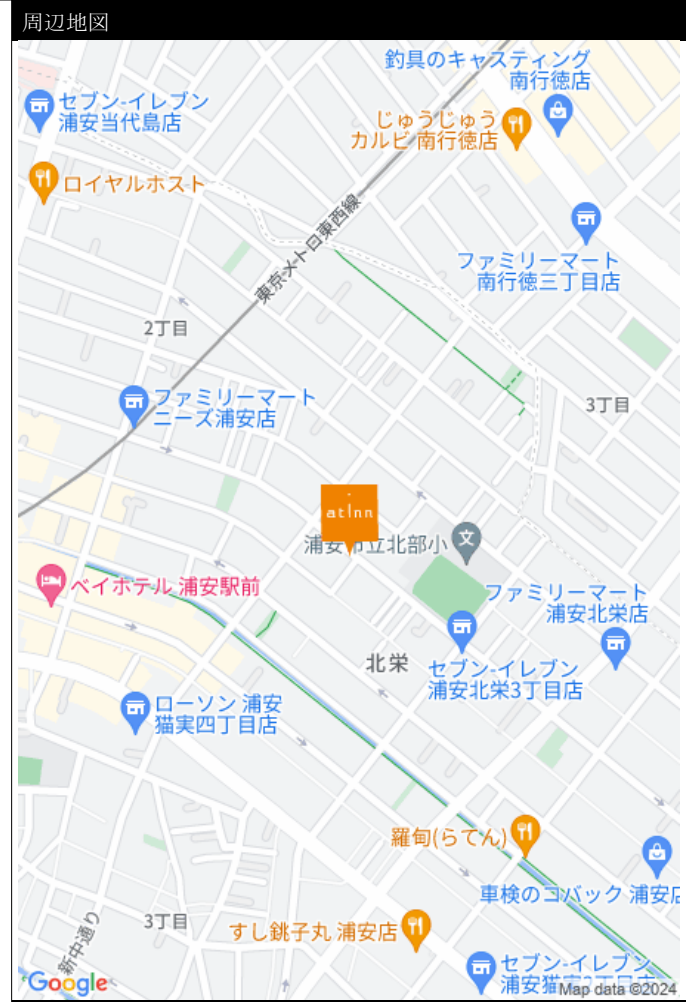 周辺地図
釣具のキャスティング
南行徳店
セブン-イレブン
浦安当代島店
じゅうじゅう
カルビ 南行徳店
ロイヤルホスト
東京メトロ東西線
ファミリーマート
南行徳三丁目店
2丁目
ファミリーマート
ニーズ浦安店
3丁目
atInn
浦安市立北部小
文
ベイホテル 浦安駅前
ファミリーマート
浦安北栄店
北栄
セブン-イレブン
浦安北栄3丁目店
ローソン 浦安
猫実四丁目店
羅甸(らてん)
車検のコバック 浦安店
3丁目
すし銚子丸 浦安店
新中通り
セブン-イレブン
Google
Map data ©2024